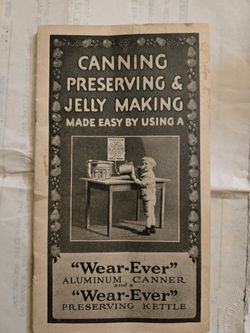 CANNING
PRESERVING &
JELLY MAKING
MADE EASY BY USING A
"Wear-Ever"
ALUMINUM CANNER
and a
"Wear-Ever"
PRESERVING KETTLE